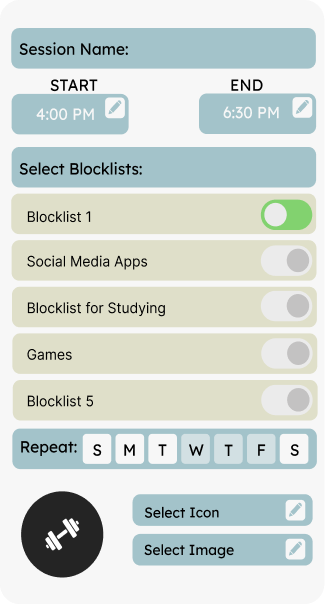 Session Name:
START END
4:00 PM 6:30 PM
Select Blocklists:
Blocklist 1
Social Media Apps
Blocklist for Studying
Games
Blocklist 5
Repeat: S M T W T F S
Select Icon
Select Image